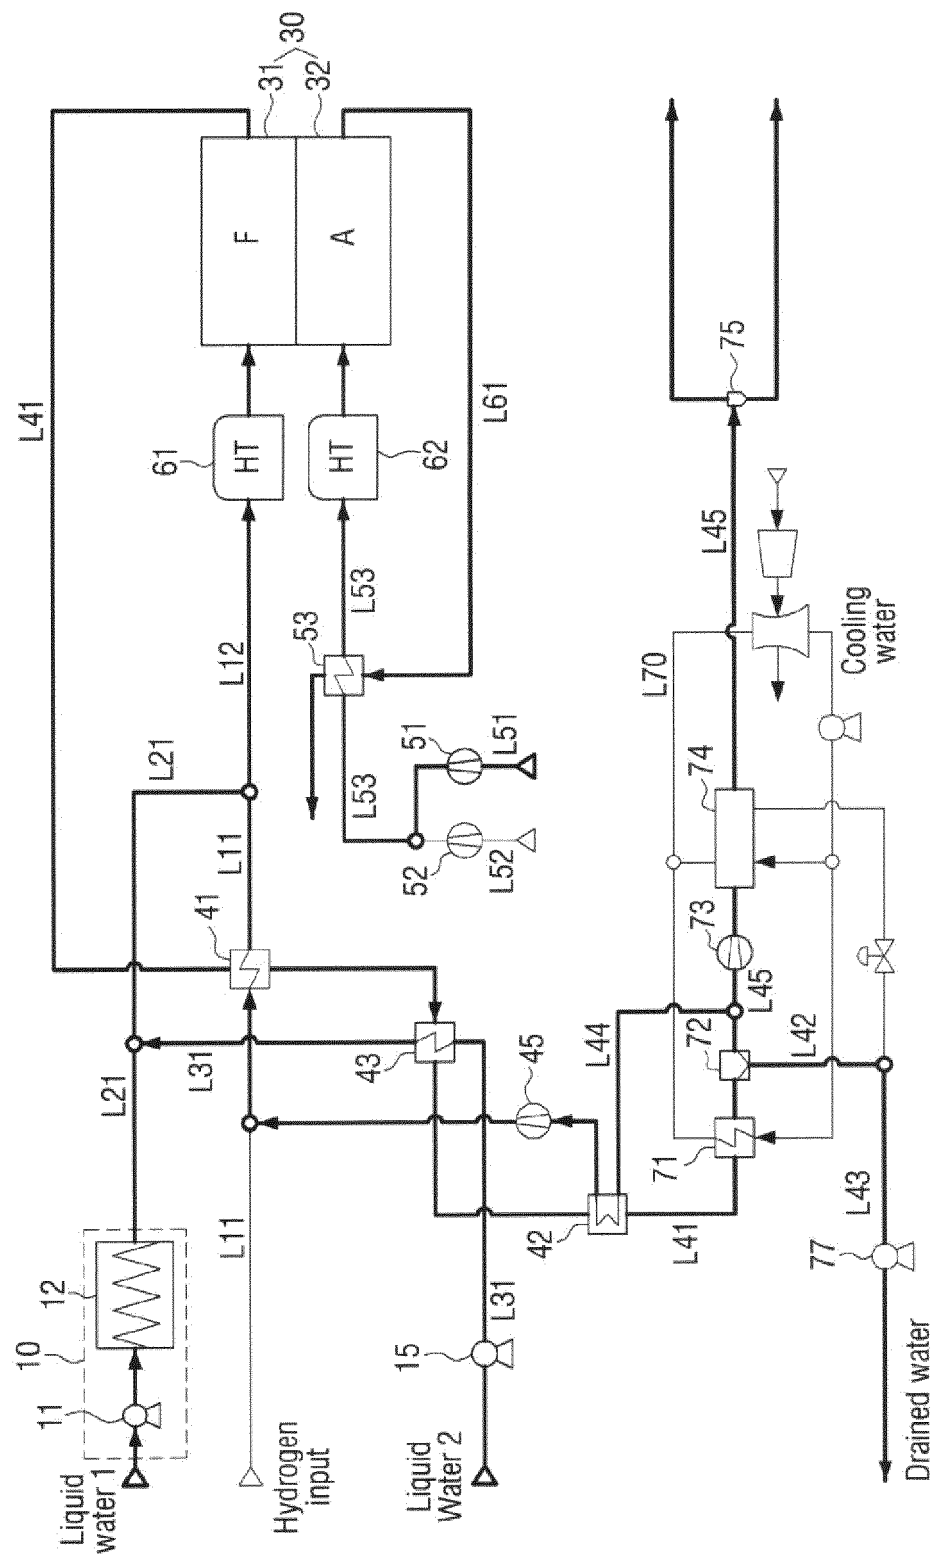 30
31
32
L41
F
A
61
HT
HT
62
L61
75
L12
L53
53
L45
L21
L53
51
L51
L70
Cooling
water
L11
52
L52
74
41
73
L21
L31
43
45
L44
L45
72
L42
71
L11
42
L41
L43
10
12
L31
77
11
15
Liquid
water 1
Hydrogen
input
Liquid
Water 2
Drained water